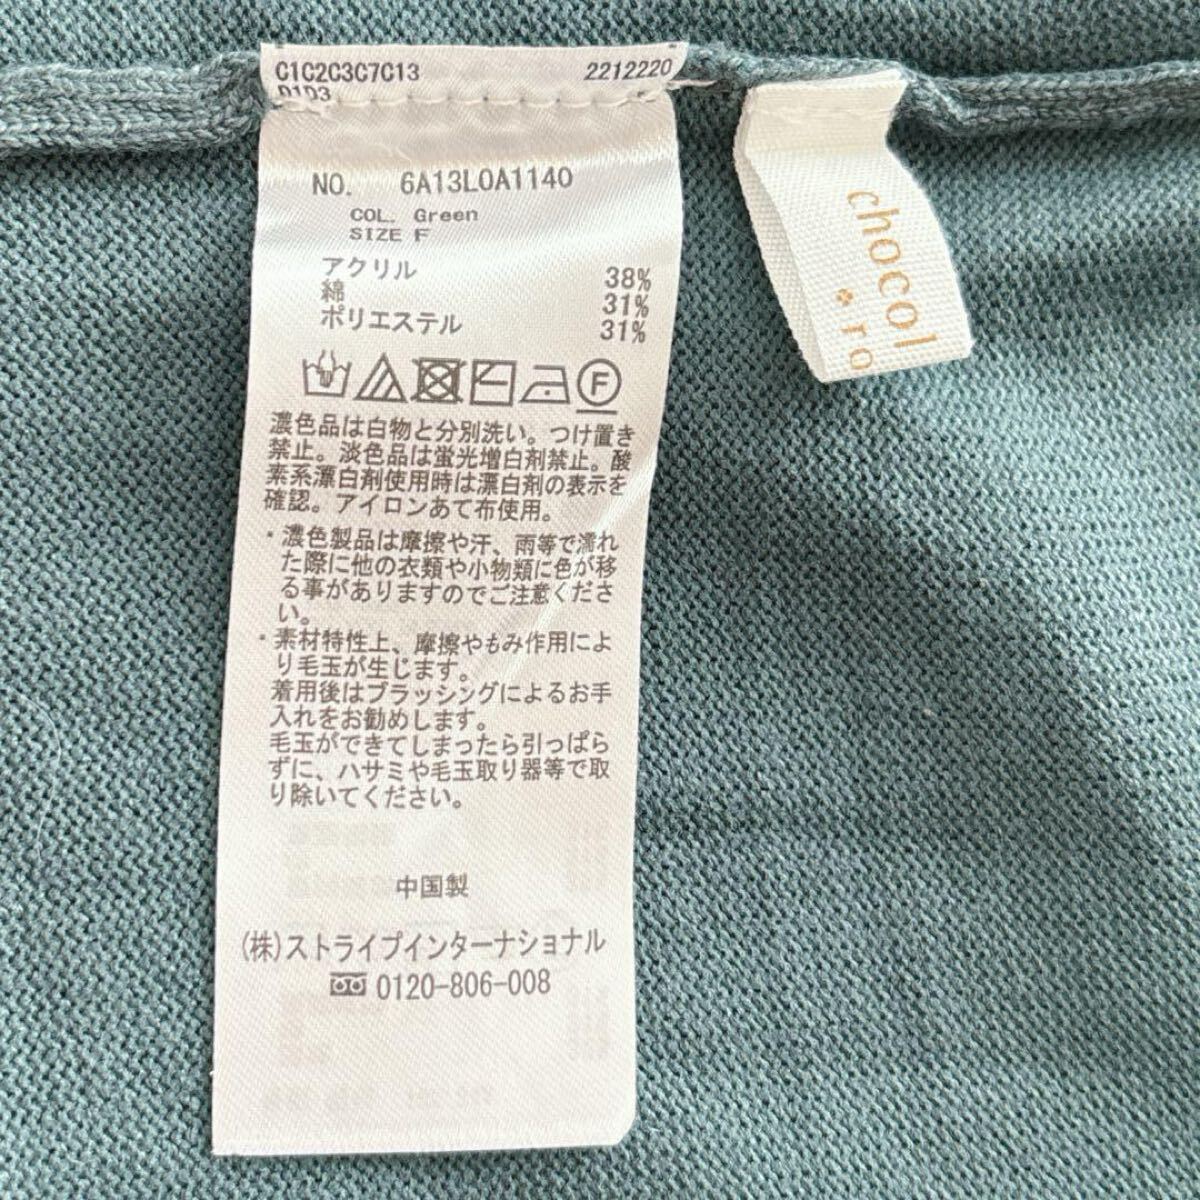 C1C2C3C7C13 2212220
D1D3
NO. 6A13L0A1140
COL. Green
SIZE F
アクリル 38%
綿 31%
ポリエステル 31%
F
濃色品は白物と分別洗い。つけ置き
禁止。淡色品は蛍光増白剤禁止。酸
素系漂白剤使用時は漂白剤の表示を
確認。アイロンあて布使用。
・濃色製品は摩擦や汗、雨等で濡れ
た際に他の衣類や小物類に色が移
る事がありますのでご注意くださ
い。
・素材特性上、摩擦やもみ作用によ
り毛玉が生じます。
着用後はブラッシングによるお手
入れをお勧めします。
毛玉ができてしまったら引っぱら
ずに、ハサミや毛玉取り器等で取
り除いてください。
中国製
(株)ストライプインターナショナル
0120-806-008
chocol
ro